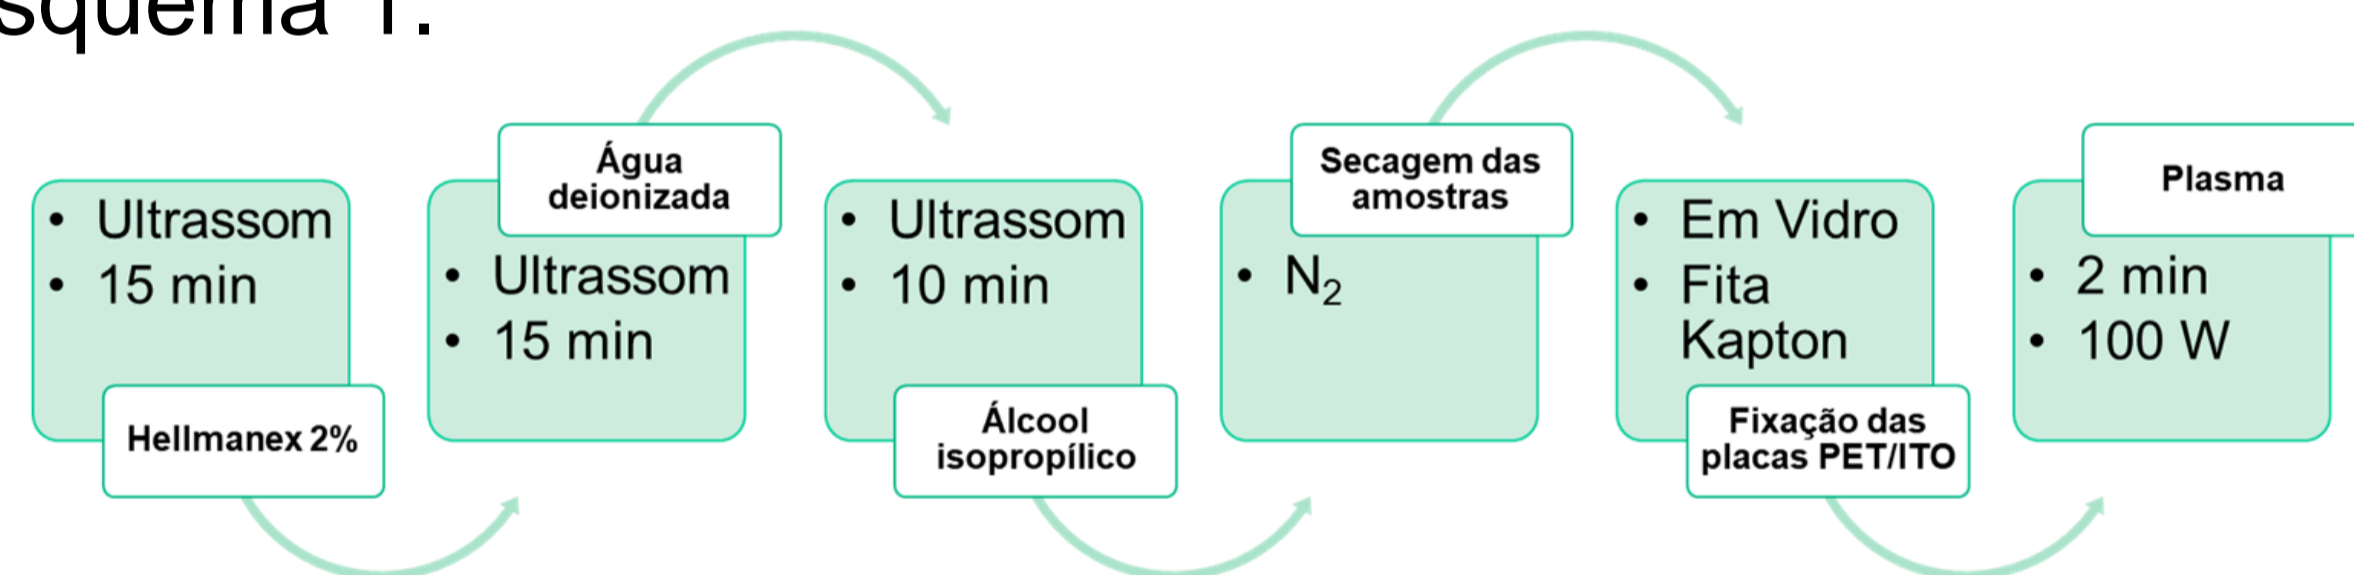 squema 1.
• Ultrassom
• 15 min
Hellmanex 2%
Água
deionizada
• Ultrassom
• 15 min
• Ultrassom
• 10 min
Álcool
isopropílico
Secagem das
amostras
• N₂
• Em Vidro
• Fita
Kapton
Fixação das
placas PET/ITO
Plasma
• 2 min
• 100 W